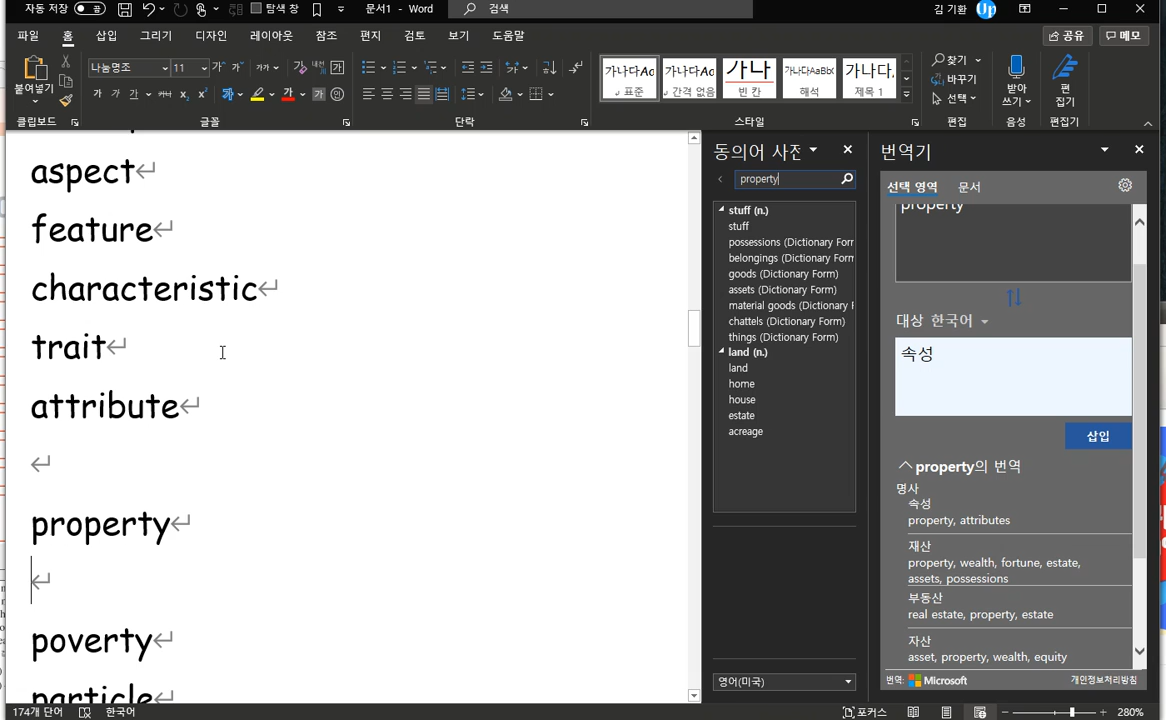 자동 저장 끔 탐색 창 문서1 - Word 검색 김 기환
파일 홈 삽입 그리기 디자인 레이아웃 참조 편지 검토 보기 도움말 공유 메모
붙여넣기
나눔명조 11
가나다Aa 가나다Aa 가나 가나다AaBb( 가나다.
표준 간격 없음 빈 칸 해석 제목 1
찾기
바꾸기
선택
받아쓰기
편집기
클립보드 글꼴 단락 스타일 편집 음성 편집기
aspect
feature
characteristic
trait
attribute
property
poverty
particle
동의어 사전
property
stuff (n.)
stuff
possessions (Dictionary Forr
belongings (Dictionary Form
goods (Dictionary Form)
assets (Dictionary Form)
material goods (Dictionary F
chattels (Dictionary Form)
things (Dictionary Form)
land (n.)
land
home
house
estate
acreage
영어(미국)
번역기
선택 영역 문서
property
대상 한국어
속성
삽입
property의 번역
명사
속성
property, attributes
재산
property, wealth, fortune, estate,
assets, possessions
부동산
real estate, property, estate
자산
asset, property, wealth, equity
번역: Microsoft 개인정보처리방침
174개 단어 한국어 포커스 280%